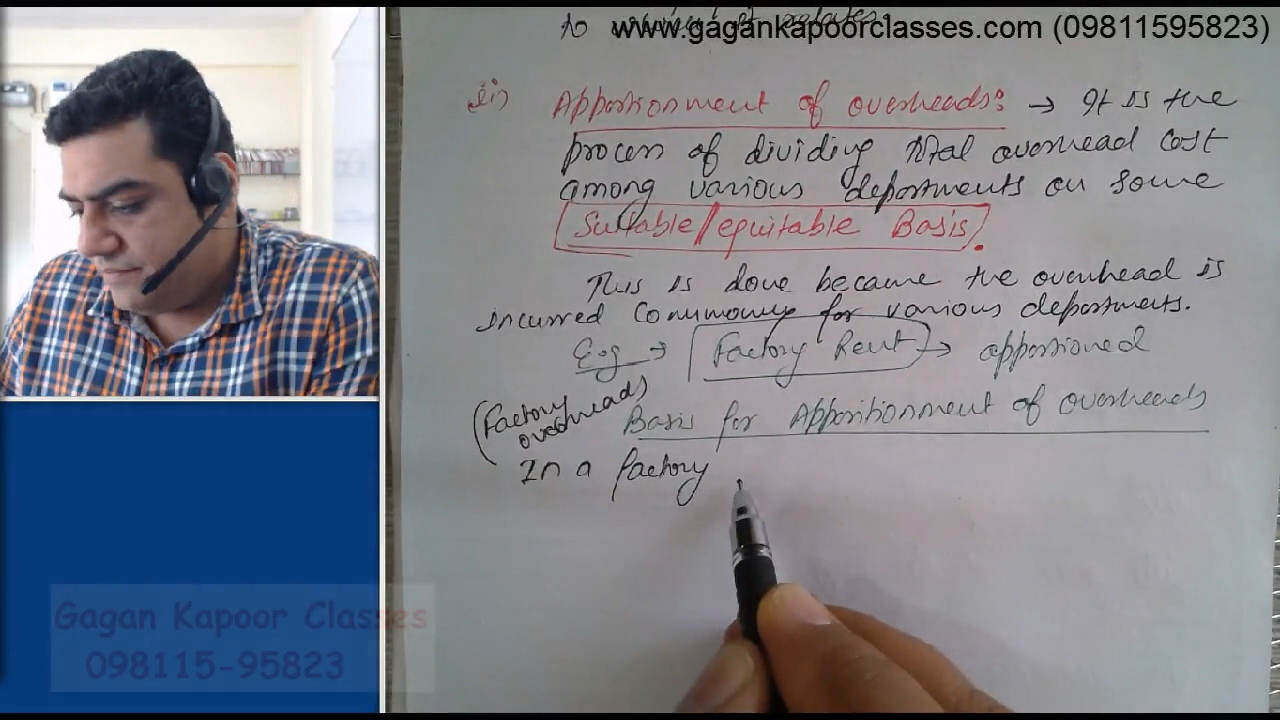 to www.gagankapoorclasses.com (09811595823)
ii) Apportionment of overheads: → It is the
process of dividing total overhead cost
among various departments on some
Suitable/equitable Basis.
This is done because the overhead is
incurred commonly for various departments.
E.g → Factory Rent → apportioned
(Factory overheads)
Basis for Apportionment of overheads
In a factory
Gagan Kapoor Classes
098115-95823